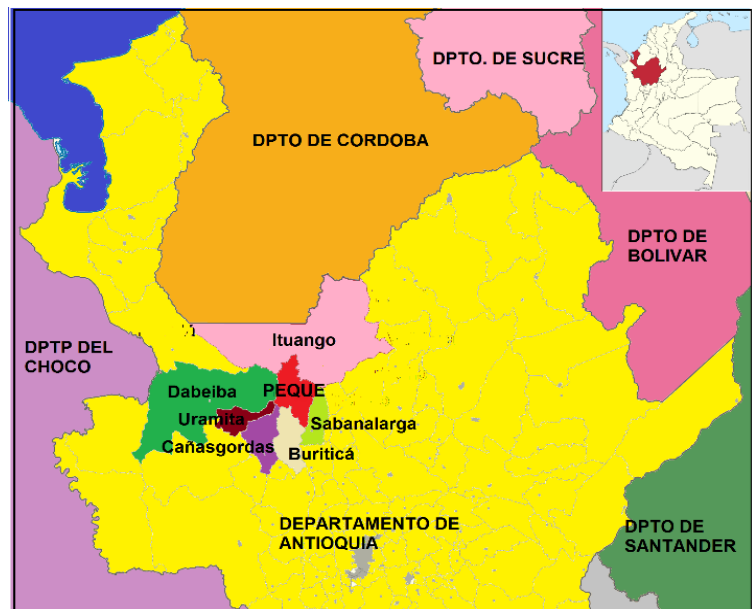 DPTO. DE SUCRE
DPTO DE CORDOBA
DPTO DE
BOLIVAR
Ituango
DPTP DEL
CHOCO
Dabeiba
PEQUE
Uramita
Sabanalarga
Cañasgordas
Buriticá
DEPARTAMENTO DE
ANTIOQUIA
DPTO DE
SANTANDER